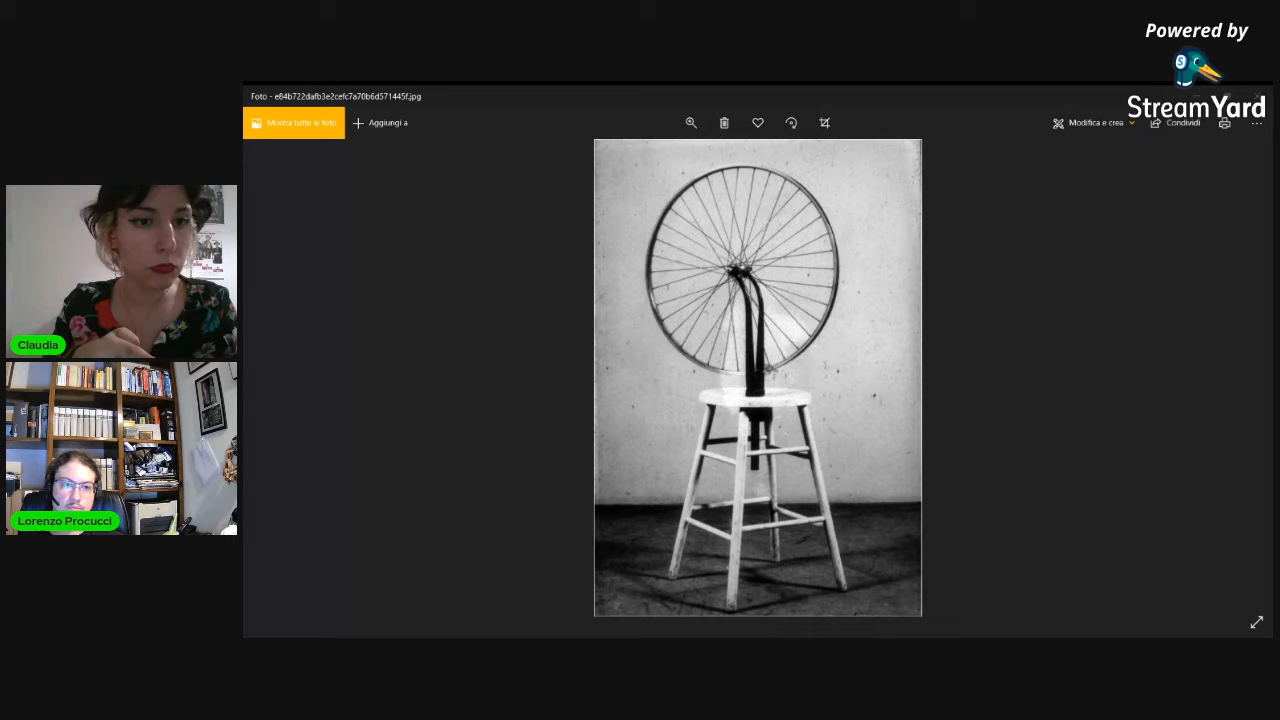 Powered by
StreamYard
Foto - e84b722dafb3e2cefc7a70b6d571445f.jpg
Mostra tutte le foto
Aggiungi a
Modifica e crea
Condividi
Claudia
Lorenzo Procucci